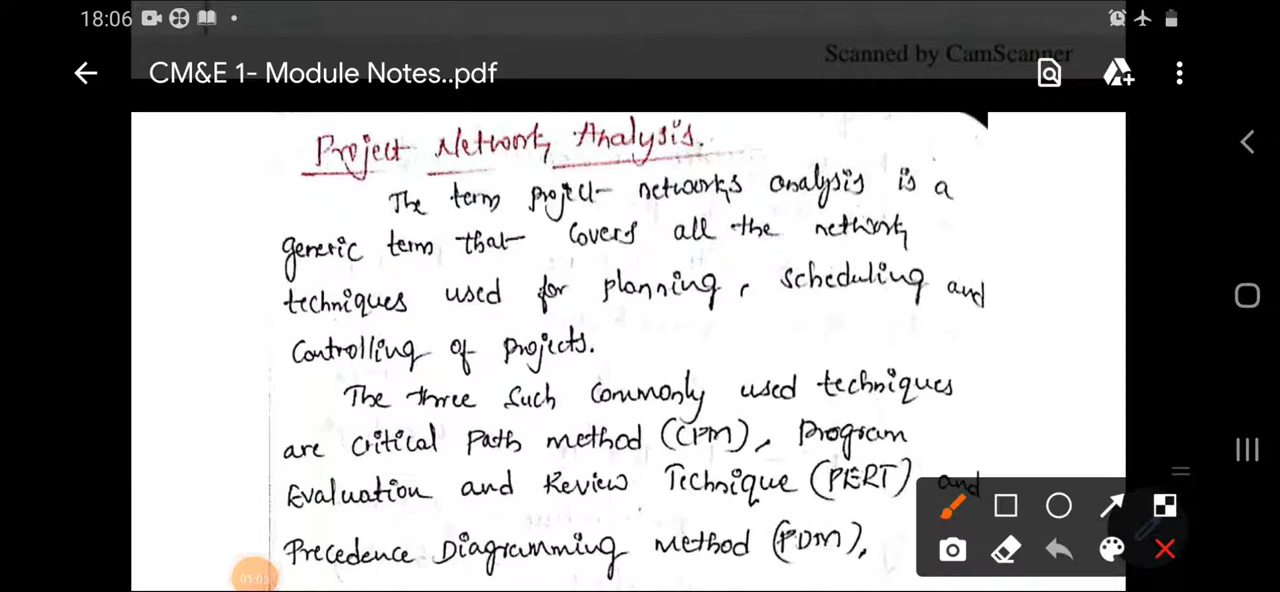 18:06
Scanned by CamScanner
CM&E 1- Module Notes..pdf
Project Network Analysis.
The term project networks analysis is a
generic term that covers all the network
techniques used for planning, scheduling and
Controlling of projects.
The three such commonly used techniques
are critical path method (CPM), program
Evaluation and Review Technique (PERT) and
Precedence Diagramming method (PDM),
01:05